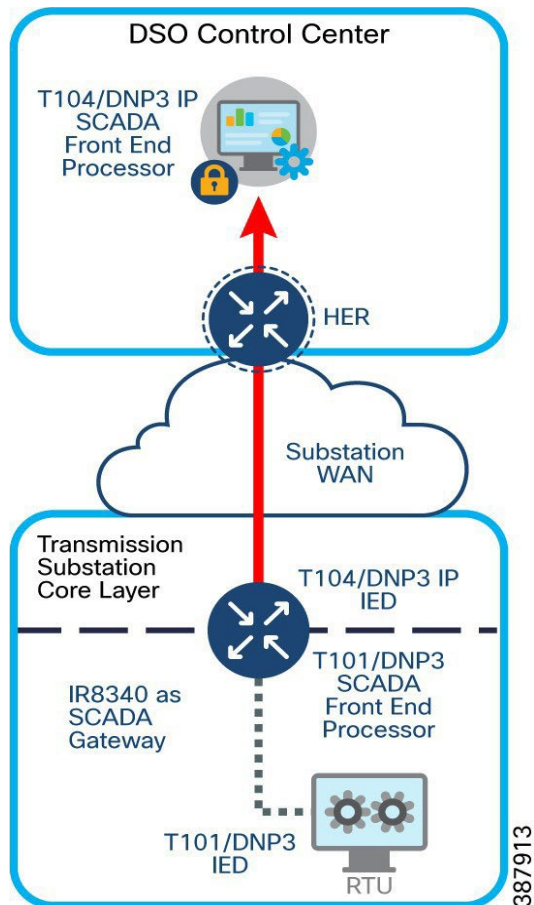 DSO Control Center
T104/DNP3 IP
SCADA
Front End
Processor
HER
Substation
WAN
Transmission
Substation
Core Layer
T104/DNP3 IP
IED
T101/DNP3
SCADA
Front End
Processor
IR8340 as
SCADA
Gateway
T101/DNP3
IED
RTU
387913